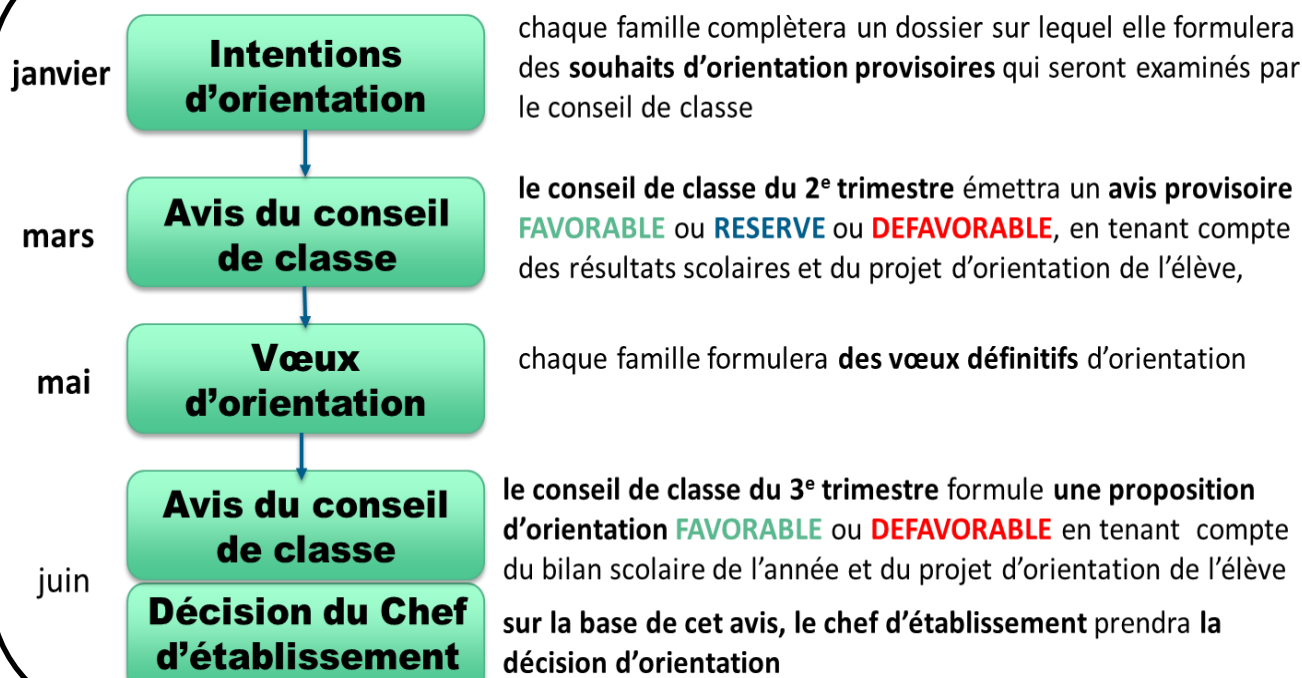 janvier
Intentions
d’orientation
chaque famille complètera un dossier sur lequel elle formulera
des souhaits d’orientation provisoires qui seront examinés par
le conseil de classe
mars
Avis du conseil
de classe
le conseil de classe du 2e trimestre émettra un avis provisoire
FAVORABLE ou RESERVE ou DEFAVORABLE, en tenant compte
des résultats scolaires et du projet d’orientation de l’élève,
mai
Vœux
d’orientation
chaque famille formulera des vœux définitifs d’orientation
juin
Avis du conseil
de classe
le conseil de classe du 3e trimestre formule une proposition
d’orientation FAVORABLE ou DEFAVORABLE en tenant compte
du bilan scolaire de l’année et du projet d’orientation de l’élève
Décision du Chef
d’établissement
sur la base de cet avis, le chef d’établissement prendra la
décision d’orientation